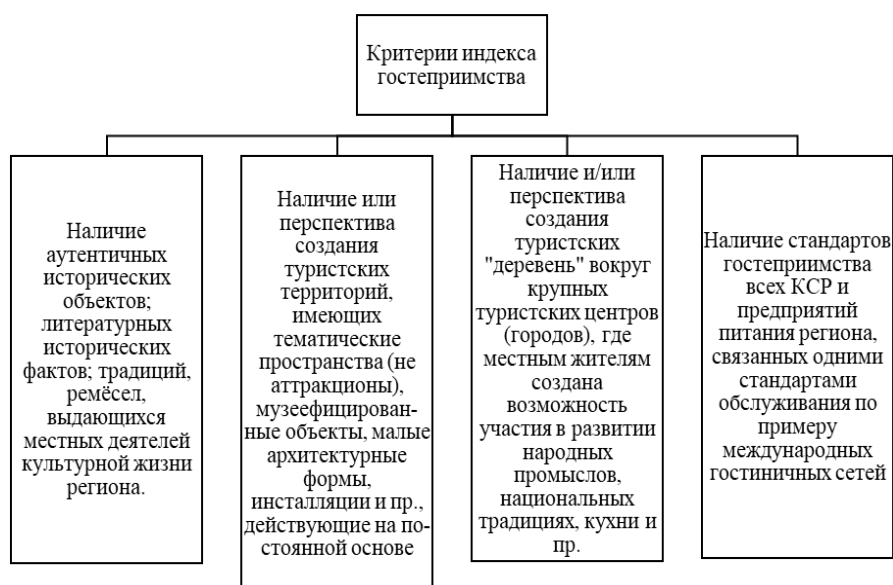 Критерии индекса
гостеприимства
Наличие
аутентичных
исторических
объектов;
литературных
исторических
фактов; традиций,
ремёсел,
выдающихся
местных деятелей
культурной жизни
региона.
Наличие или
перспектива
создания
туристских
территорий,
имеющих
тематические
пространства (не
аттракционы),
музеефицирован-
ные объекты, малые
архитектурные
формы,
инсталляции и пр.,
действующие на по-
стоянной основе
Наличие и/или
перспектива
создания
туристских
"деревень" вокруг
крупных
туристских центров
(городов), где
местным жителям
создана
возможность
участия в развитии
народных
промыслов,
национальных
традициях, кухни и
пр.
Наличие стандартов
гостеприимства
всех КСР и
предприятий
питания региона,
связанных одними
стандартами
обслуживания по
примеру
международных
гостиничных сетей